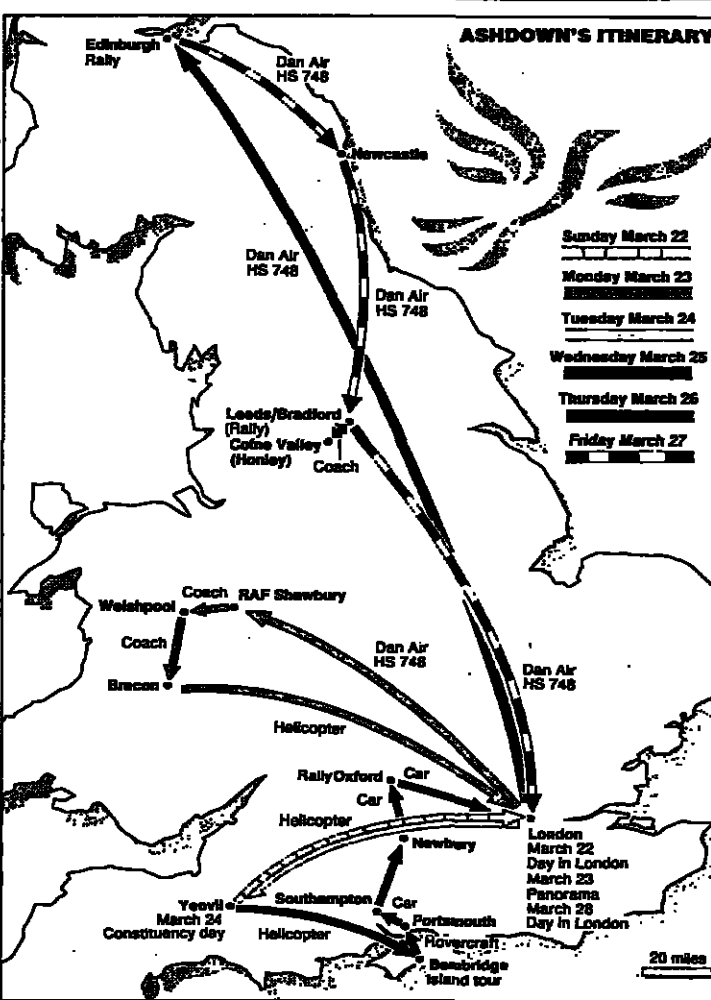 ASHDOWN'S ITINERARY
Edinburgh
Rally
Dan Air
HS 748
Newcastle
Sunday March 22
Monday March 23
Tuesday March 24
Wednesday March 25
Thursday March 26
Friday March 27
Dan Air
HS 748
Dan Air
HS 748
Leeds/Bradford
(Rally)
Colne Valley
(Honley)
Coach
Coach
RAF Shawbury
Welshpool
Coach
Brecon
Dan Air
HS 748
Dan Air
HS 748
Helicopter
Rally Oxford
Car
Car
Helicopter
Newbury
London
March 22
Day in London
March 23
Panorama
March 28
Day in London
Yeovil
March 24
Constituency day
Southampton
Car
Portsmouth
Helicopter
Hovercraft
Bembridge
Island tour
20 miles